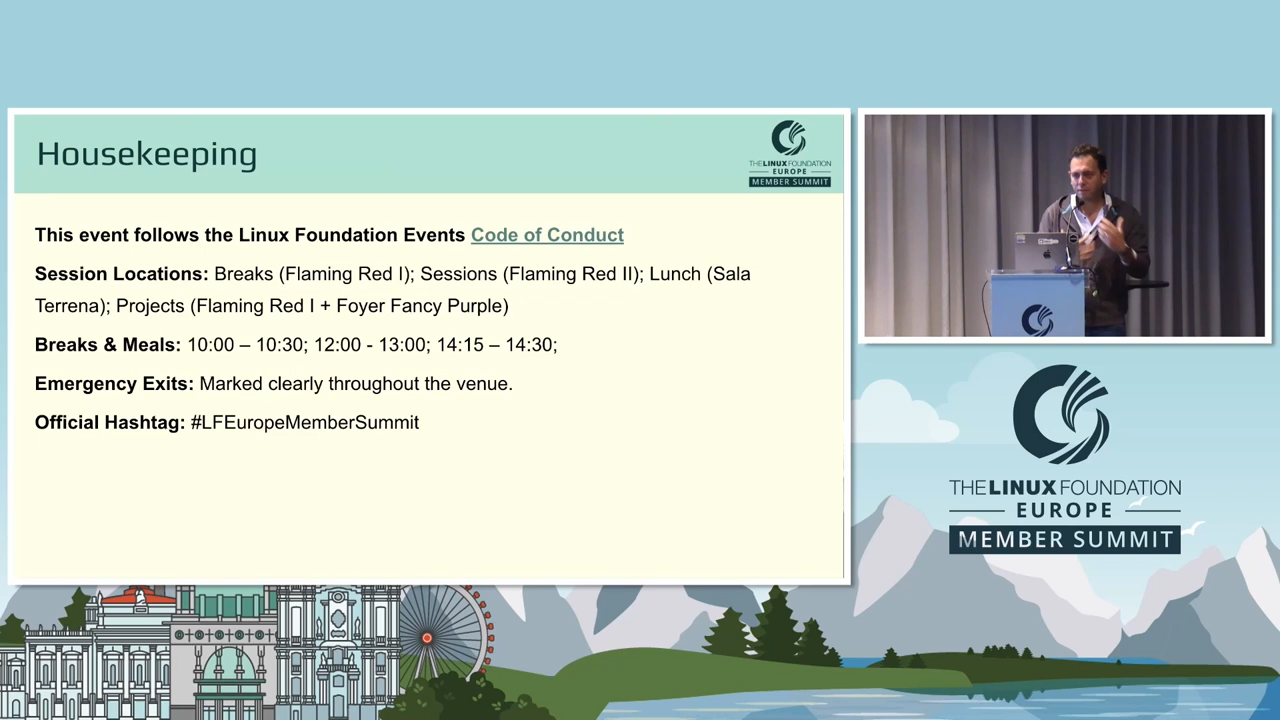 Housekeeping
THE LINUX FOUNDATION
EUROPE
MEMBER SUMMIT
This event follows the Linux Foundation Events Code of Conduct
Session Locations: Breaks (Flaming Red I); Sessions (Flaming Red II); Lunch (Sala
Terrena); Projects (Flaming Red I + Foyer Fancy Purple)
Breaks & Meals: 10:00 – 10:30; 12:00 - 13:00; 14:15 – 14:30;
Emergency Exits: Marked clearly throughout the venue.
Official Hashtag: #LFEuropeMemberSummit
THE LINUX FOUNDATION
EUROPE
MEMBER SUMMIT